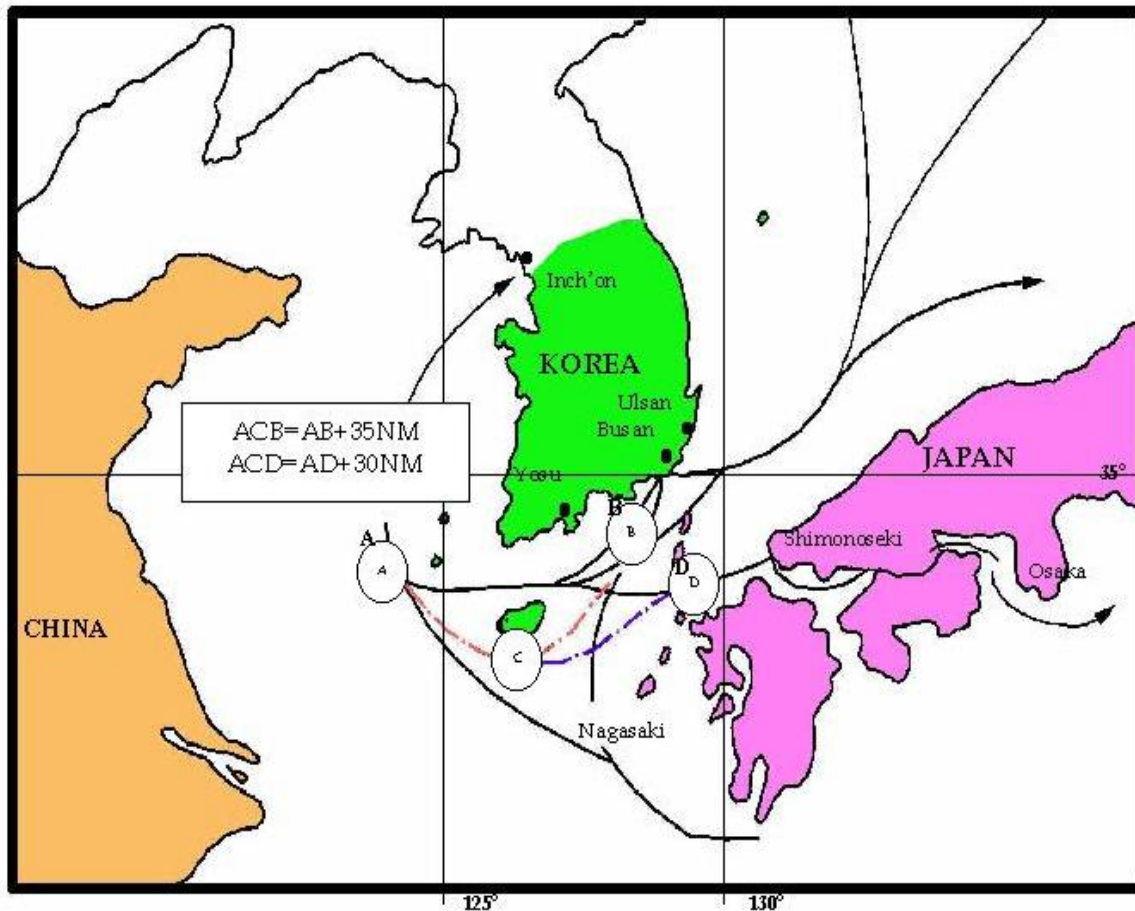 Inch'on
KOREA
Ulsan
Busan
ACB=AB+35NM
ACD=AD+30NM
JAPAN
35°
Yosu
B
B
A
A
Shimonoseki
D
D
Osaka
CHINA
C
Nagasaki
125°
130°